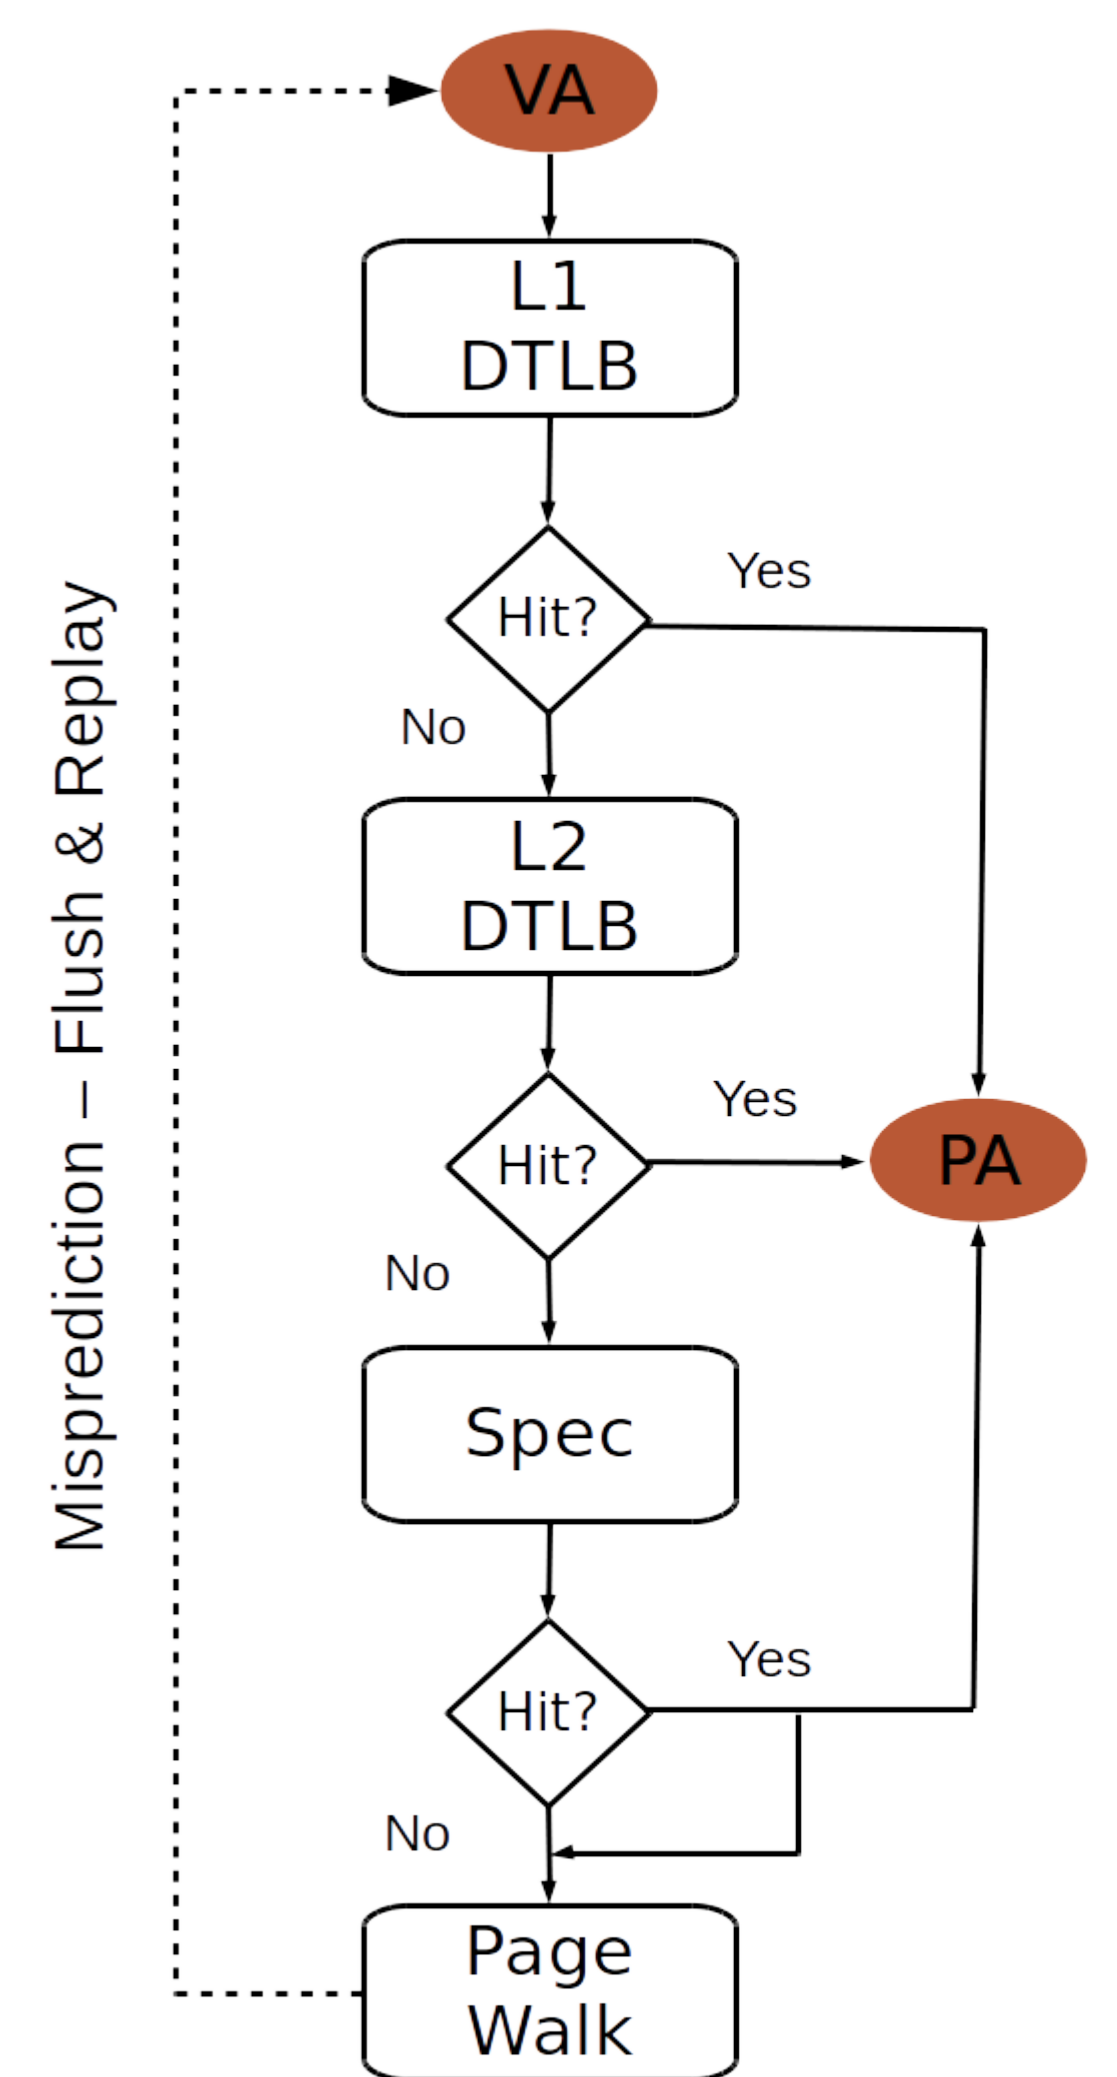 VA
L1
DTLB
Hit?
Yes
No
L2
DTLB
Hit?
Yes
PA
No
Spec
Hit?
Yes
No
Page
Walk
Misprediction – Flush & Replay